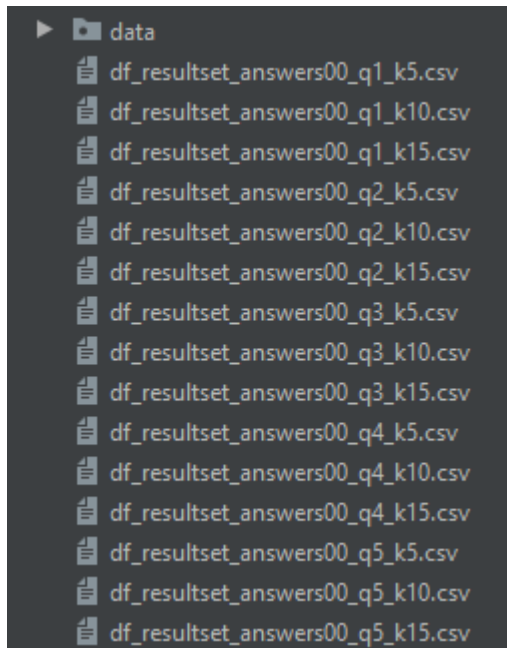 data
df_resultset_answers00_q1_k5.csv
df_resultset_answers00_q1_k10.csv
df_resultset_answers00_q1_k15.csv
df_resultset_answers00_q2_k5.csv
df_resultset_answers00_q2_k10.csv
df_resultset_answers00_q2_k15.csv
df_resultset_answers00_q3_k5.csv
df_resultset_answers00_q3_k10.csv
df_resultset_answers00_q3_k15.csv
df_resultset_answers00_q4_k5.csv
df_resultset_answers00_q4_k10.csv
df_resultset_answers00_q4_k15.csv
df_resultset_answers00_q5_k5.csv
df_resultset_answers00_q5_k10.csv
df_resultset_answers00_q5_k15.csv